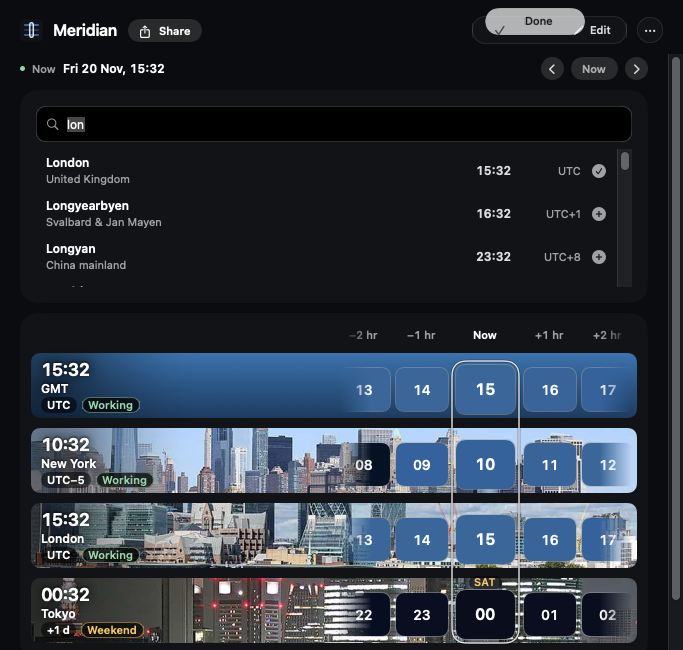 Meridian
Share
Done
Edit
Now Fri 20 Nov, 15:32
Now
lon
London
United Kingdom
15:32 UTC
Longyearbyen
Svalbard & Jan Mayen
16:32 UTC+1
Longyan
China mainland
23:32 UTC+8
−2 hr −1 hr Now +1 hr +2 hr
15:32
GMT
UTC Working
13 14 15 16 17
10:32
New York
UTC−5 Working
08 09 10 11 12
15:32
London
UTC Working
13 14 15 16 17
00:32
Tokyo
+1 d Weekend
SAT
22 23 00 01 02